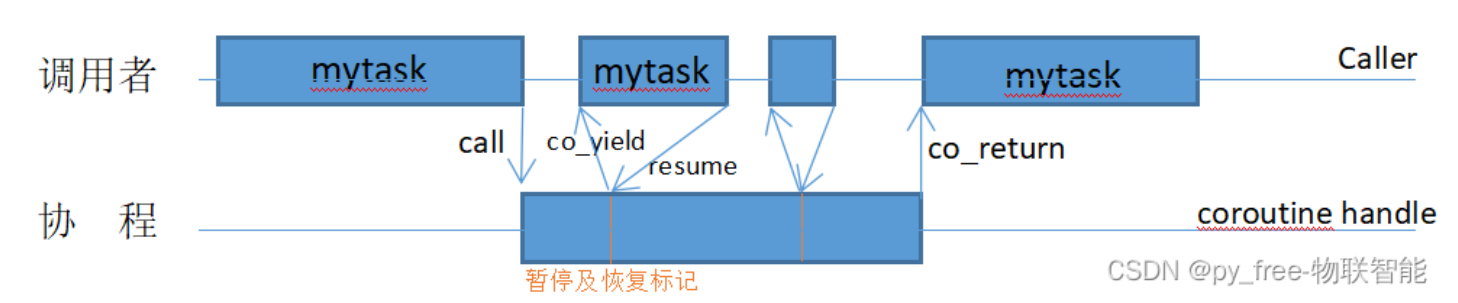 调用者 mytask mytask mytask Caller
call co_yield resume co_return
协 程 coroutine handle
暂停及恢复标记
CSDN @py_free-物联智能